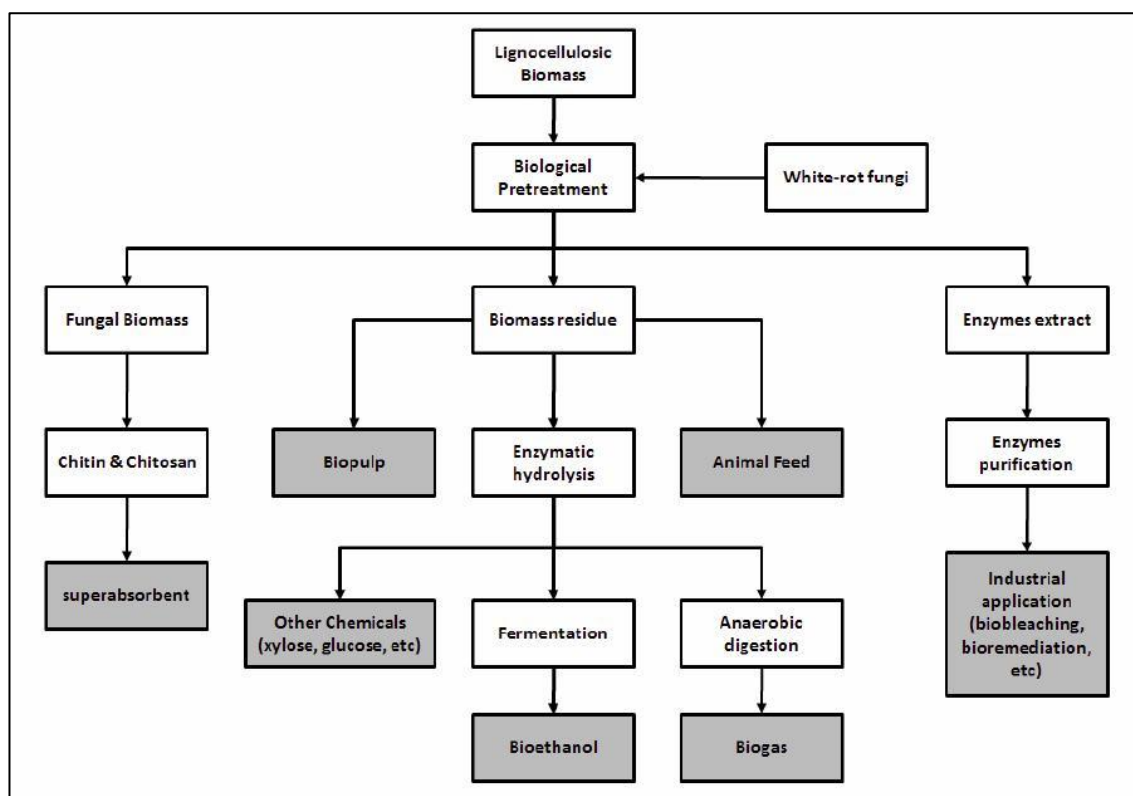 Lignocellulosic
Biomass
Biological
Pretreatment
White-rot fungi
Fungal Biomass
Biomass residue
Enzymes extract
Chitin & Chitosan
Biopulp
Enzymatic
hydrolysis
Animal Feed
Enzymes
purification
superabsorbent
Other Chemicals
(xylose, glucose, etc)
Fermentation
Anaerobic
digestion
Industrial
application
(biobleaching,
bioremediation,
etc)
Bioethanol
Biogas